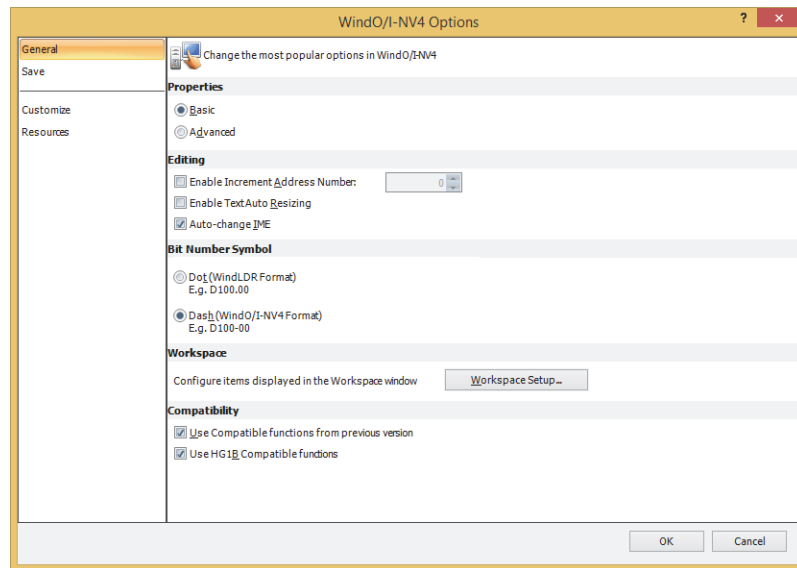 WindO/I-NV4 Options
?
General
Save
Customize
Resources
Change the most popular options in WindO/I-NV4
Properties
Basic
Advanced
Editing
Enable Increment Address Number:
0
Enable TextAuto Resizing
Auto-change IME
Bit Number Symbol
Dot (WindLDR Format)
E.g. D100.00
Dash (WindO/I-NV4 Format)
E.g. D100-00
Workspace
Configure items displayed in the Workspace window
Workspace Setup...
Compatibility
Use Compatible functions from previous version
Use HG1B Compatible functions
OK
Cancel